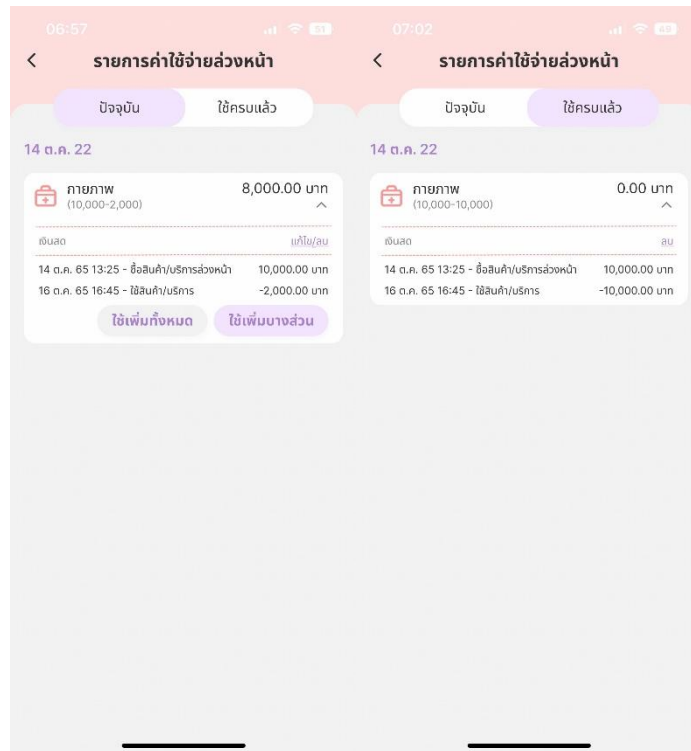 06:57
51
รายการค่าใช้จ่ายล่วงหน้า
ปัจจุบัน
ใช้ครบแล้ว
14 ต.ค. 22
กายภาพ
8,000.00 บาท
(10,000-2,000)
เงินสด
แก้ไข/ลบ
14 ต.ค. 65 13:25 - ซื้อสินค้า/บริการล่วงหน้า 10,000.00 บาท
16 ต.ค. 65 16:45 - ใช้สินค้า/บริการ -2,000.00 บาท
ใช้เพิ่มทั้งหมด
ใช้เพิ่มบางส่วน
07:02
รายการค่าใช้จ่ายล่วงหน้า
ปัจจุบัน
ใช้ครบแล้ว
14 ต.ค. 22
กายภาพ
0.00 บาท
(10,000-10,000)
เงินสด
ลบ
14 ต.ค. 65 13:25 - ซื้อสินค้า/บริการล่วงหน้า 10,000.00 บาท
16 ต.ค. 65 16:45 - ใช้สินค้า/บริการ -10,000.00 บาท